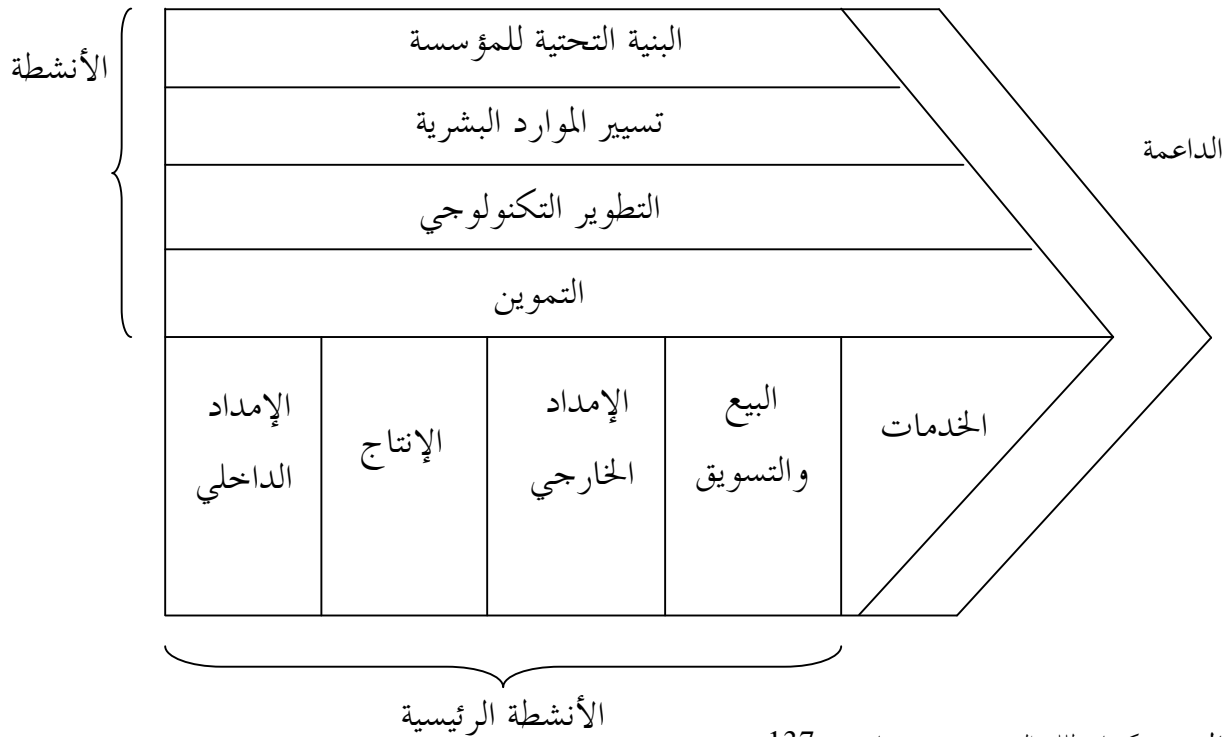 البنية التحتية للمؤسسة
الأنشطة
تسيير الموارد البشرية
الداعمة
التطوير التكنولوجي
التموين
الإمداد
الداخلي
الإنتاج
الإمداد
الخارجي
البيع
والتسويق
الخدمات
الأنشطة الرئيسية
137